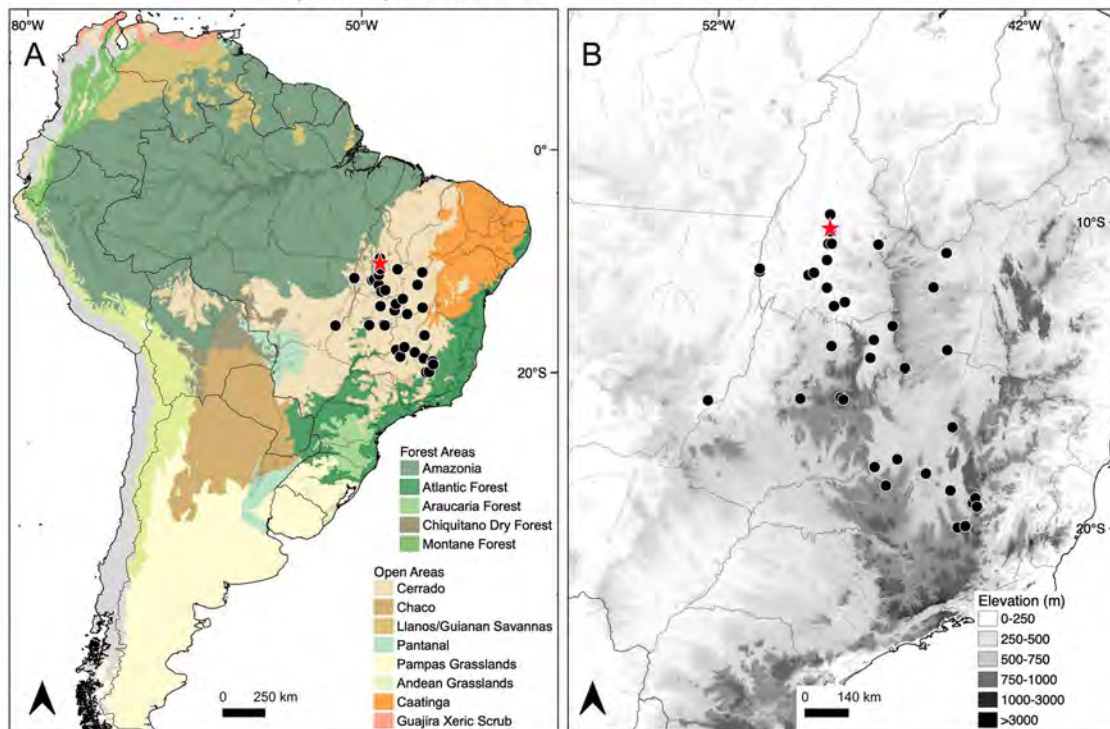 80°W
50°W
A
0°
20°S
Forest Areas
Amazonia
Atlantic Forest
Araucaria Forest
Chiquitano Dry Forest
Montane Forest
Open Areas
Cerrado
Chaco
Llanos/Guianan Savannas
Pantanal
Pampas Grasslands
Andean Grasslands
Caatinga
Guajira Xeric Scrub
0 250 km
52°W
42°W
B
10°S
20°S
Elevation (m)
0-250
250-500
500-750
750-1000
1000-3000
>3000
0 140 km